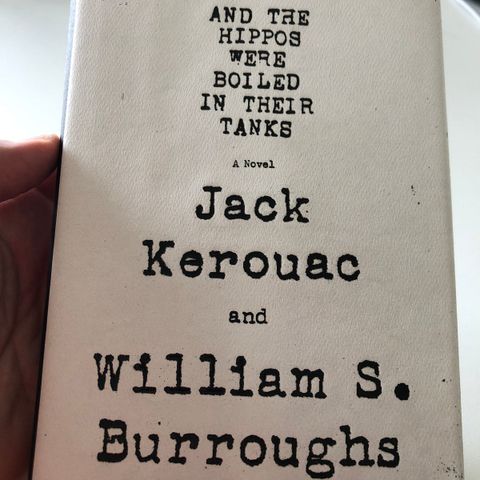 AND THE
HIPPOS
WERE
BOILED
IN THEIR
TANKS
A Novel
Jack
Kerouac
and
William S.
Burroughs